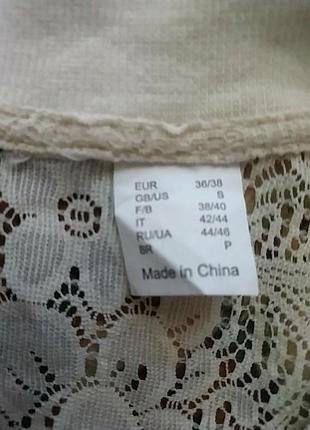 EUR 36/38
GB/US S
F/B 38/40
IT 42/44
RU/UA 44/46
BR P
Made in China